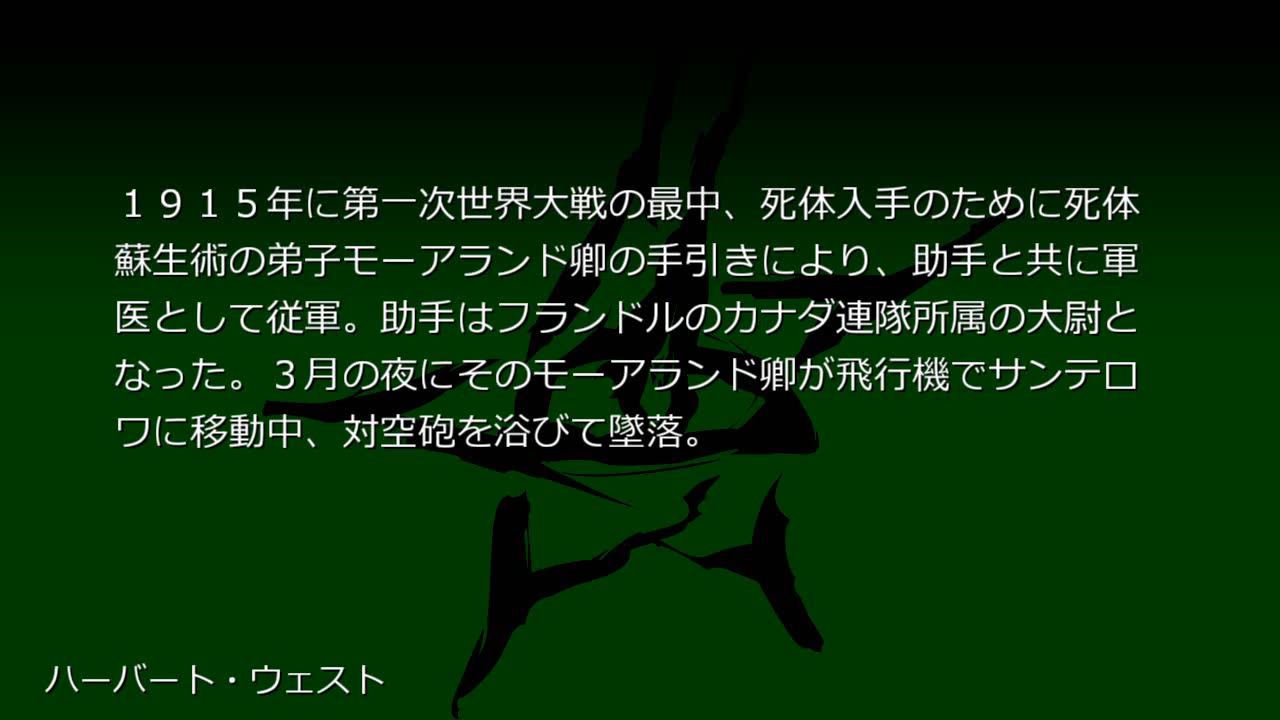 １９１５年に第一次世界大戦の最中、死体入手のために死体
蘇生術の弟子モーアランド卿の手引きにより、助手と共に軍
医として従軍。助手はフランドルのカナダ連隊所属の大尉と
なった。３月の夜にそのモーアランド卿が飛行機でサンテロ
ワに移動中、対空砲を浴びて墜落。
ハーバート・ウェスト